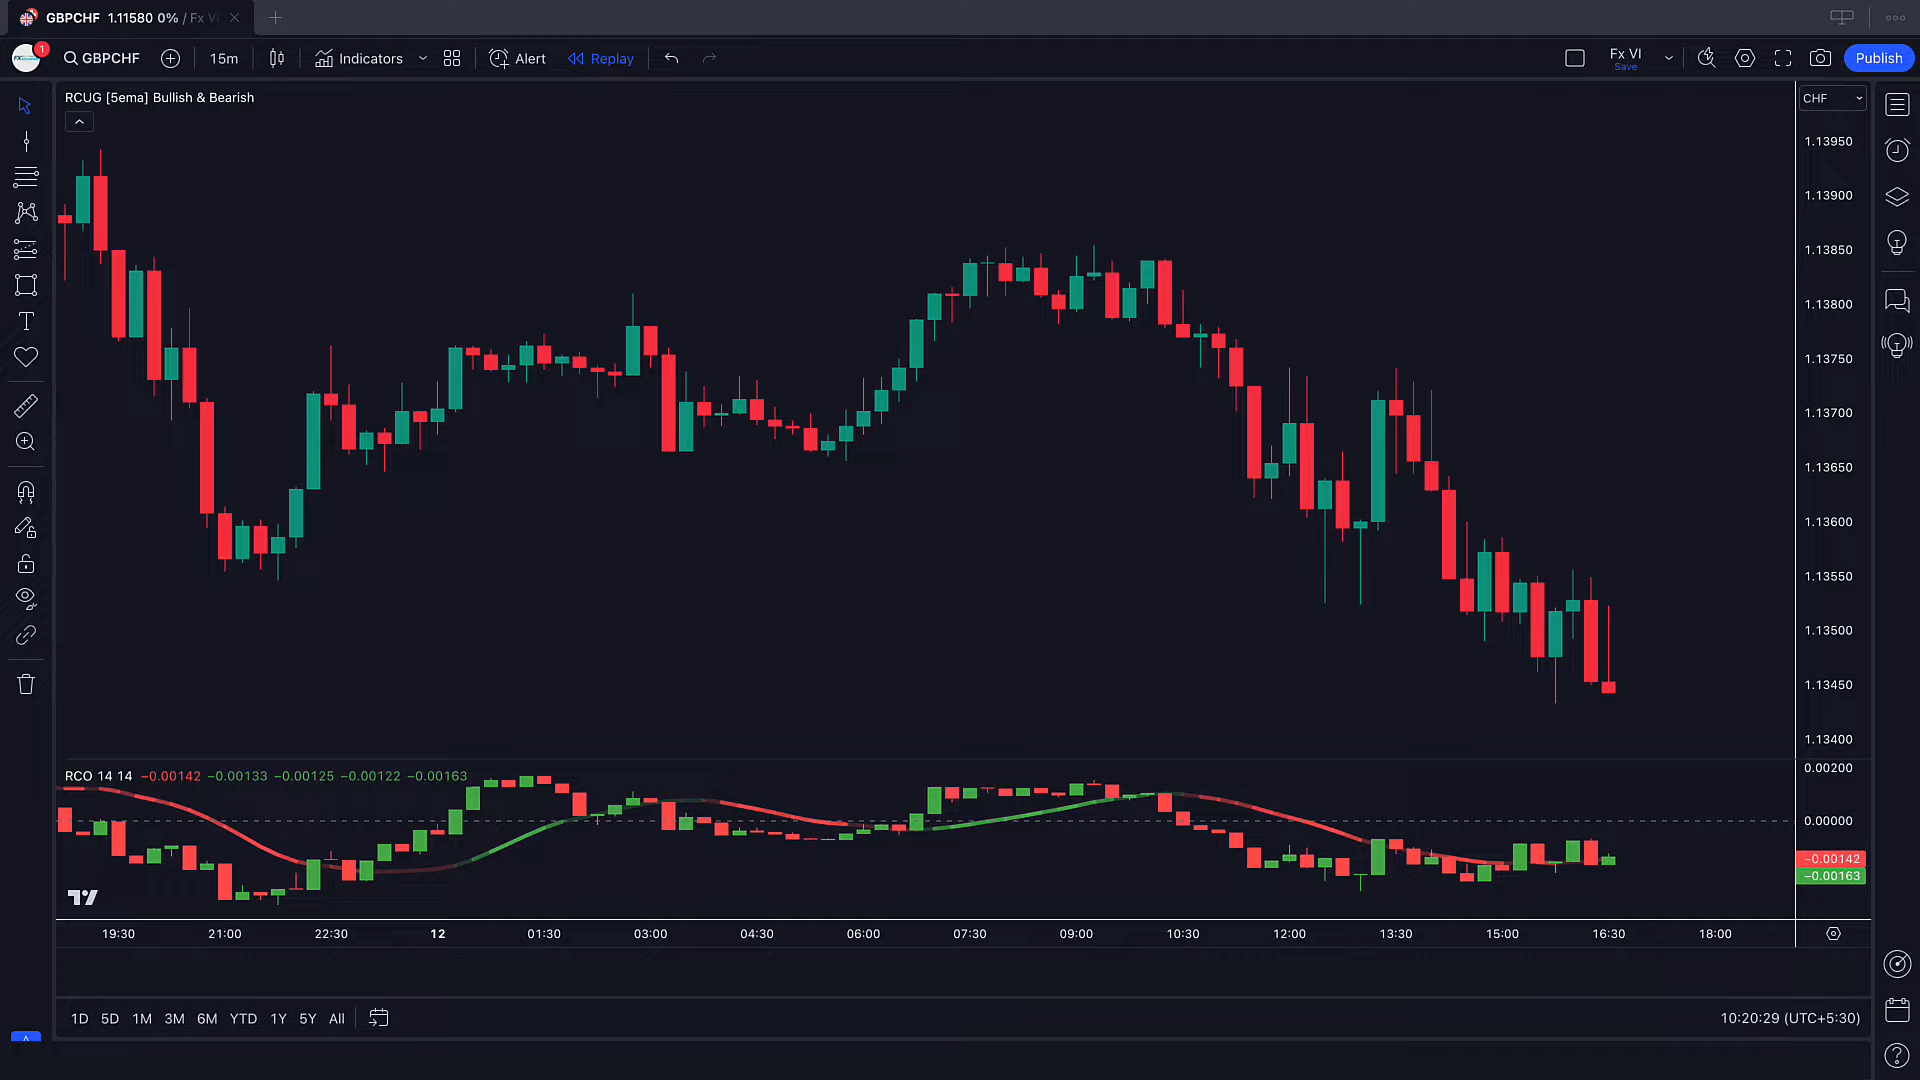 GBPCHF 1.11580 0% / Fx VI
1
GBPCHF
15m
Indicators
Alert
Replay
Fx VI
Save
Publish
RCUG [5ema] Bullish & Bearish
CHF
1.13950
1.13900
1.13850
1.13800
1.13750
1.13700
1.13650
1.13600
1.13550
1.13500
1.13450
1.13400
RCO 14 14 −0.00142 −0.00133 −0.00125 −0.00122 −0.00163
0.00200
0.00000
−0.00142
−0.00163
19:30 21:00 22:30 12 01:30 03:00 04:30 06:00 07:30 09:00 10:30 12:00 13:30 15:00 16:30 18:00
1D 5D 1M 3M 6M YTD 1Y 5Y All
10:20:29 (UTC+5:30)